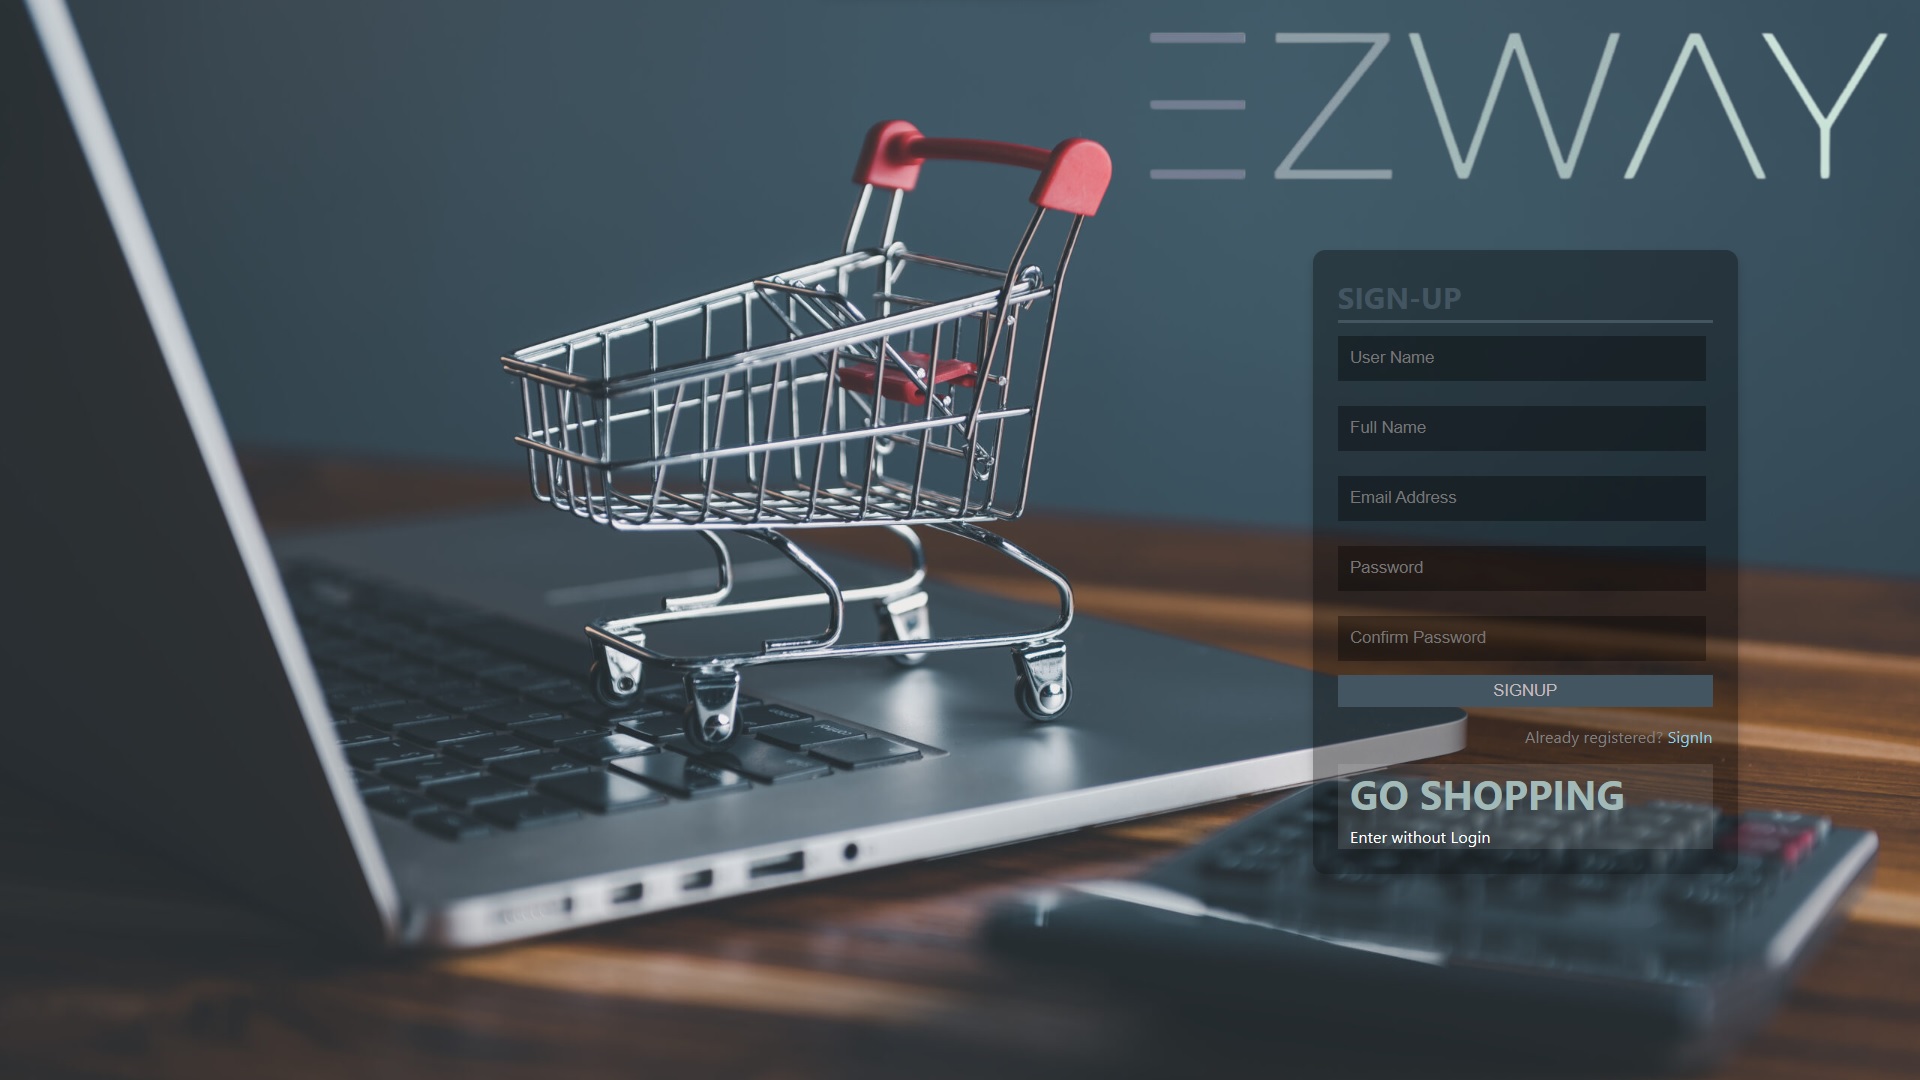 EZWAY
SIGN-UP
User Name
Full Name
Email Address
Password
Confirm Password
SIGNUP
Already registered? SignIn
GO SHOPPING
Enter without Login